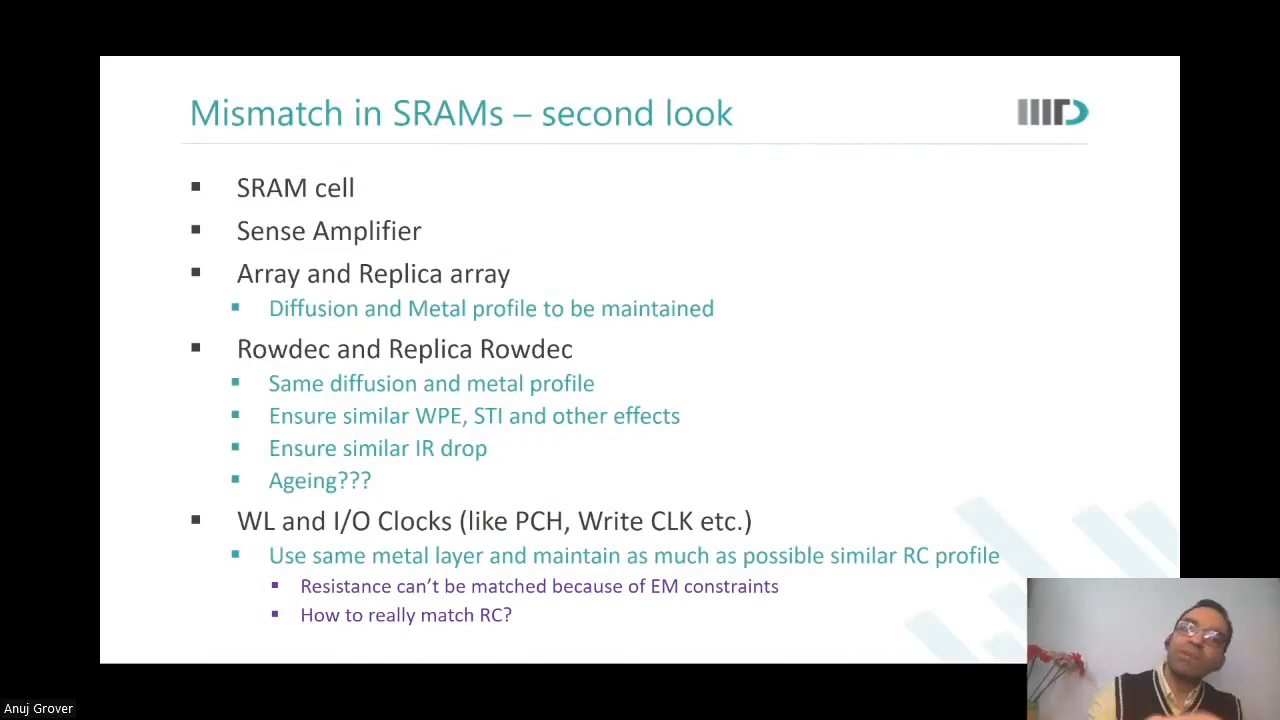 Mismatch in SRAMs – second look
IIITD
▪ SRAM cell
▪ Sense Amplifier
▪ Array and Replica array
▪ Diffusion and Metal profile to be maintained
▪ Rowdec and Replica Rowdec
▪ Same diffusion and metal profile
▪ Ensure similar WPE, STI and other effects
▪ Ensure similar IR drop
▪ Ageing???
▪ WL and I/O Clocks (like PCH, Write CLK etc.)
▪ Use same metal layer and maintain as much as possible similar RC profile
▪ Resistance can’t be matched because of EM constraints
▪ How to really match RC?
Anuj Grover